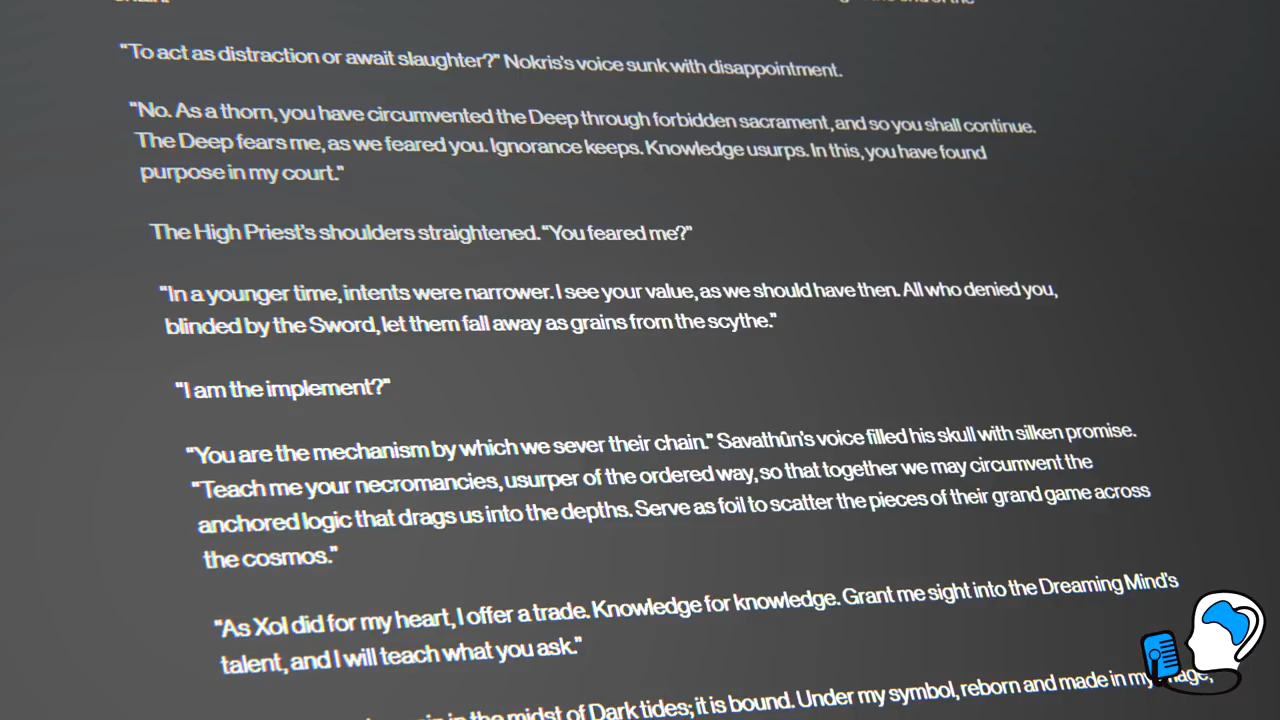 "To act as distraction or await slaughter?" Nokris's voice sunk with disappointment.
"No. As a thorn, you have circumvented the Deep through forbidden sacrament, and so you shall continue.
The Deep fears me, as we feared you. Ignorance keeps. Knowledge usurps. In this, you have found
purpose in my court."
The High Priest's shoulders straightened. "You feared me?"
"In a younger time, intents were narrower. I see your value, as we should have then. All who denied you,
blinded by the Sword, let them fall away as grains from the scythe."
"I am the implement?"
"You are the mechanism by which we sever their chain." Savathûn's voice filled his skull with silken promise.
"Teach me your necromancies, usurper of the ordered way, so that together we may circumvent the
anchored logic that drags us into the depths. Serve as foil to scatter the pieces of their grand game across
the cosmos."
"As Xol did for my heart, I offer a trade. Knowledge for knowledge. Grant me sight into the Dreaming Mind's
talent, and I will teach what you ask."
in the midst of Dark tides; it is bound. Under my symbol, reborn and made in my